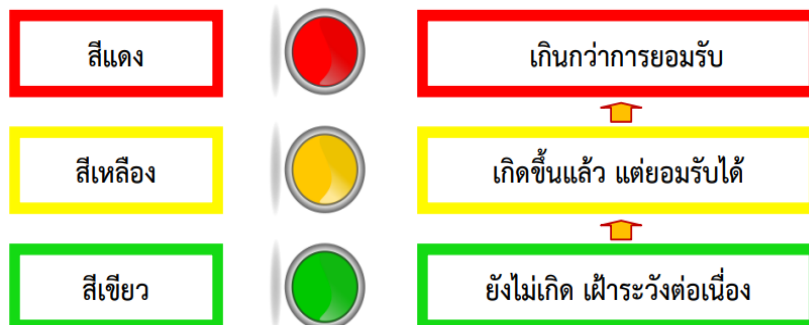 สีแดง
เกินกว่าการยอมรับ
สีเหลือง
เกิดขึ้นแล้ว แต่ยอมรับได้
สีเขียว
ยังไม่เกิด เฝ้าระวังต่อเนื่อง